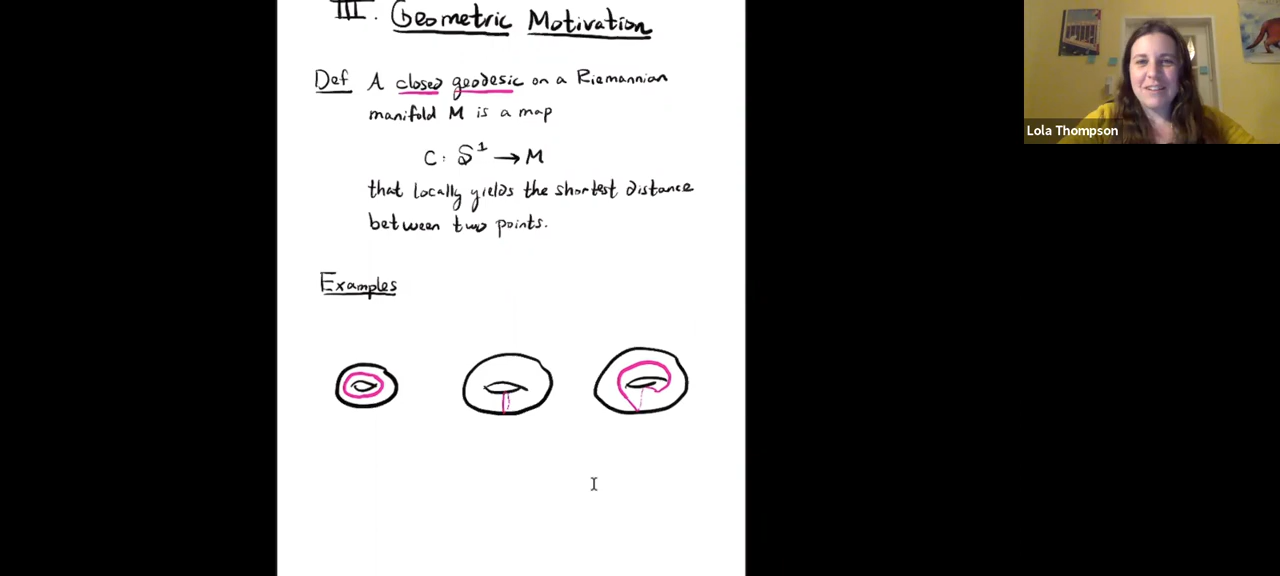 III. Geometric Motivation
Def A closed geodesic on a Riemannian
manifold M is a map
C: S¹ → M
that locally yields the shortest distance
between two points.
Examples
Lola Thompson